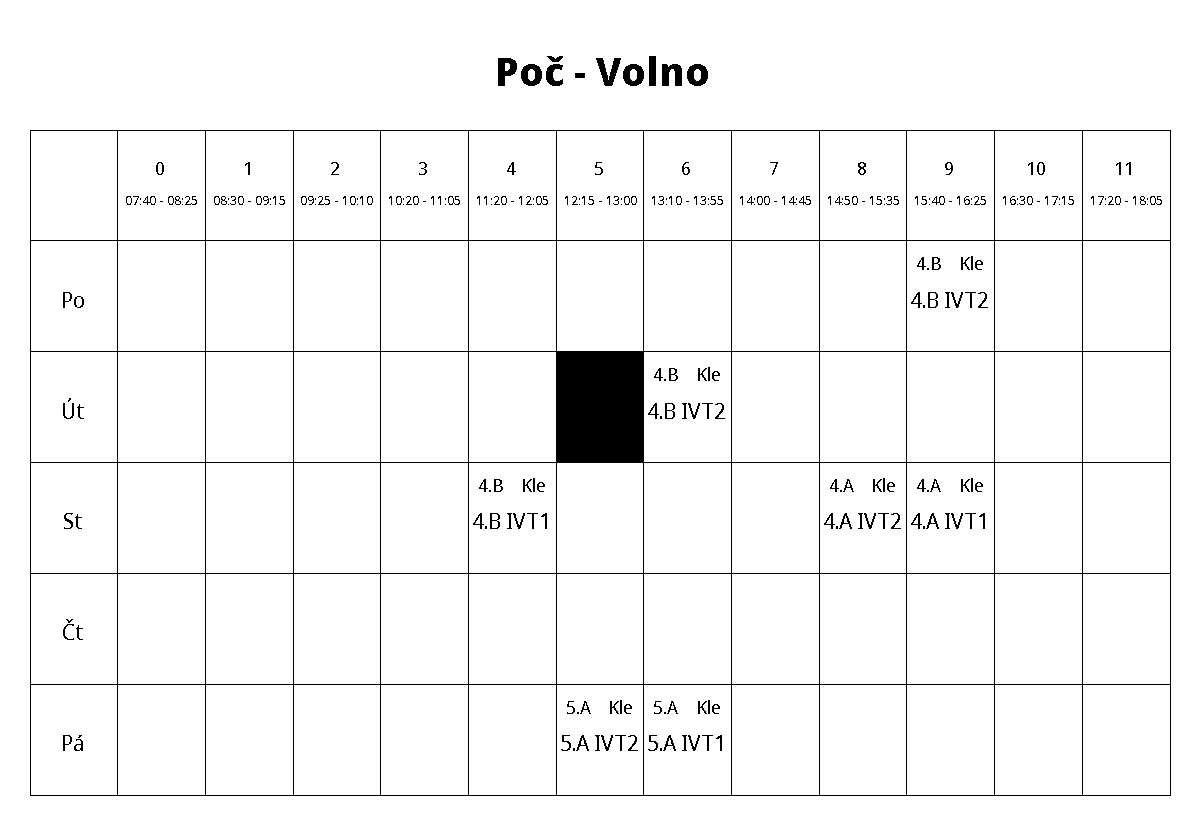 Poč - Volno
0 1 2 3 4 5 6 7 8 9 10 11
07:40 - 08:25 08:30 - 09:15 09:25 - 10:10 10:20 - 11:05 11:20 - 12:05 12:15 - 13:00 13:10 - 13:55 14:00 - 14:45 14:50 - 15:35 15:40 - 16:25 16:30 - 17:15 17:20 - 18:05
4.B Kle
Po 4.B IVT2
4.B Kle
Út 4.B IVT2
4.B Kle 4.A Kle 4.A Kle
St 4.B IVT1 4.A IVT2 4.A IVT1
Čt
5.A Kle 5.A Kle
Pá 5.A IVT2 5.A IVT1